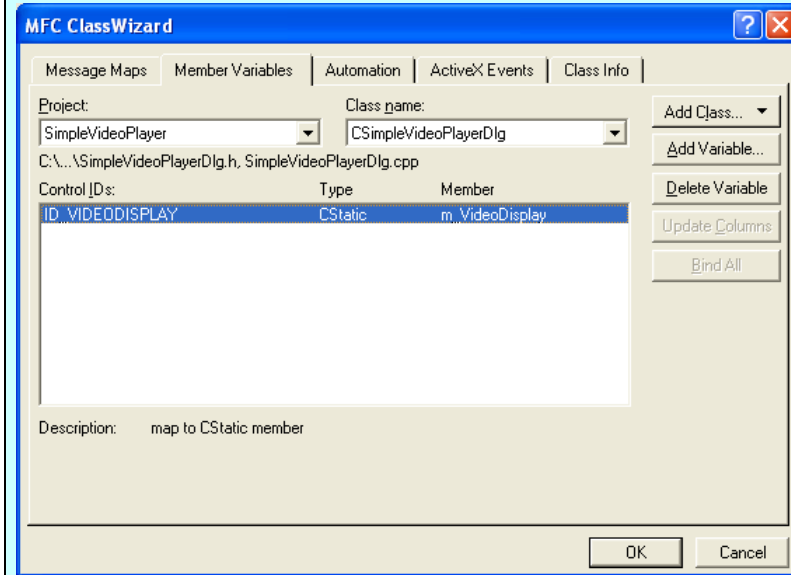 MFC ClassWizard
Message Maps Member Variables Automation ActiveX Events Class Info
Project: Class name:
SimpleVideoPlayer CSimpleVideoPlayerDlg
C:\...\SimpleVideoPlayerDlg.h, SimpleVideoPlayerDlg.cpp
Control IDs: Type Member
ID_VIDEODISPLAY CStatic m_VideoDisplay
Description: map to CStatic member
Add Class...
Add Variable...
Delete Variable
Update Columns
Bind All
OK Cancel